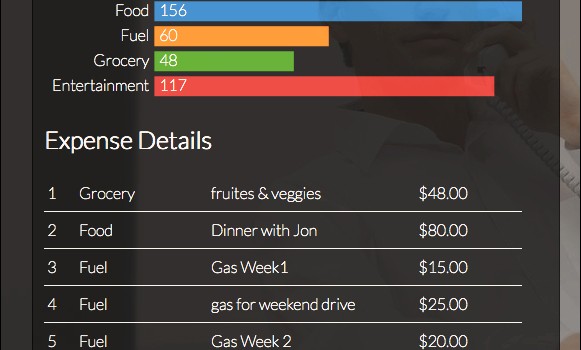 Food 156
Fuel 60
Grocery 48
Entertainment 117
Expense Details
1 Grocery fruites & veggies $48.00
2 Food Dinner with Jon $80.00
3 Fuel Gas Week1 $15.00
4 Fuel gas for weekend drive $25.00
5 Fuel Gas Week 2 $20.00